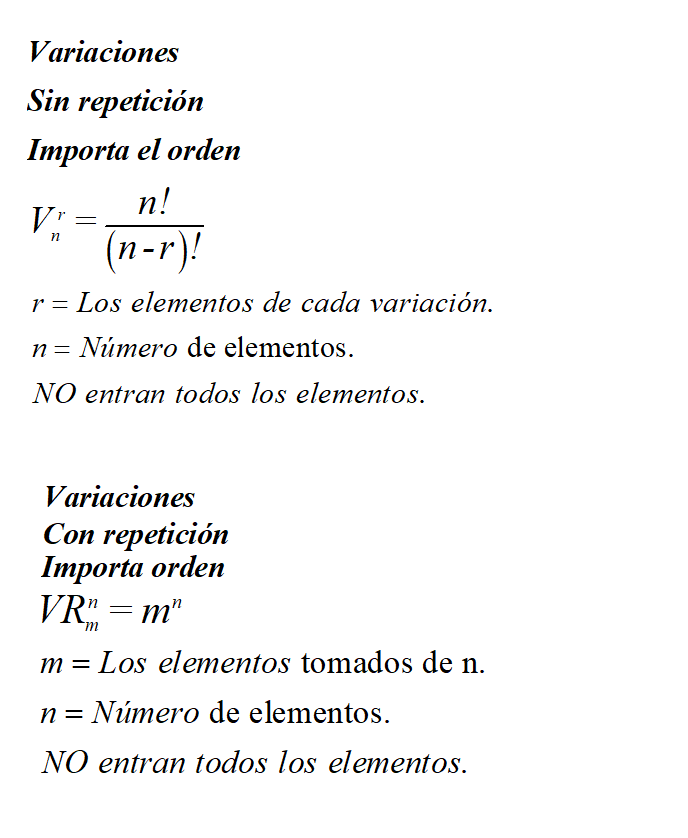 Variaciones
Sin repetición
Importa el orden
V_n^r = n! / (n-r)!
r = Los elementos de cada variación.
n = Número de elementos.
NO entran todos los elementos.
Variaciones
Con repetición
Importa orden
VR_m^n = m^n
m = Los elementos tomados de n.
n = Número de elementos.
NO entran todos los elementos.